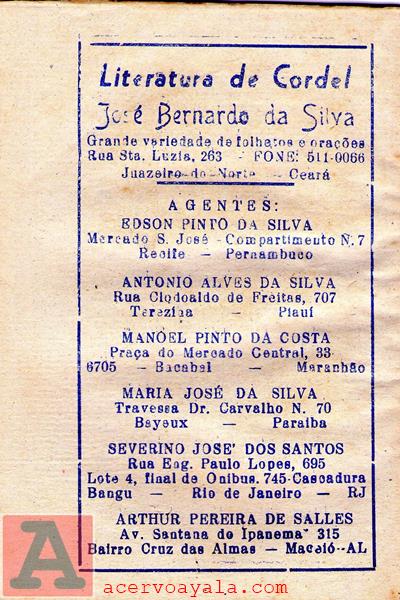 Literatura de Cordel
José Bernardo da Silva
Grande variedade de folhetos e orações
Rua Sta. Luzia, 263 - FONE: 511-0066
Juazeiro do Norte - Ceará
AGENTES:
EDSON PINTO DA SILVA
Mercado S. José - Compartimento N. 7
Recife — Pernambuco
ANTONIO ALVES DA SILVA
Rua Clodoaldo de Freitas, 707
Terezina — Piauí
MANOEL PINTO DA COSTA
Praça do Mercado Central, 33
6705 — Bacabal — Maranhão
MARIA JOSÉ DA SILVA
Travessa Dr. Carvalho N. 70
Bayeux — Paraiba
SEVERINO JOSE' DOS SANTOS
Rua Eng. Paulo Lopes, 695
Lote 4, final de Onibus. 745-Cascadura
Bangu — Rio de Janeiro — RJ
ARTHUR PEREIRA DE SALLES
Av. Santana de Ipanema" 315
Bairro Cruz das Almas — Maceió--AL
A
acervoayala.com